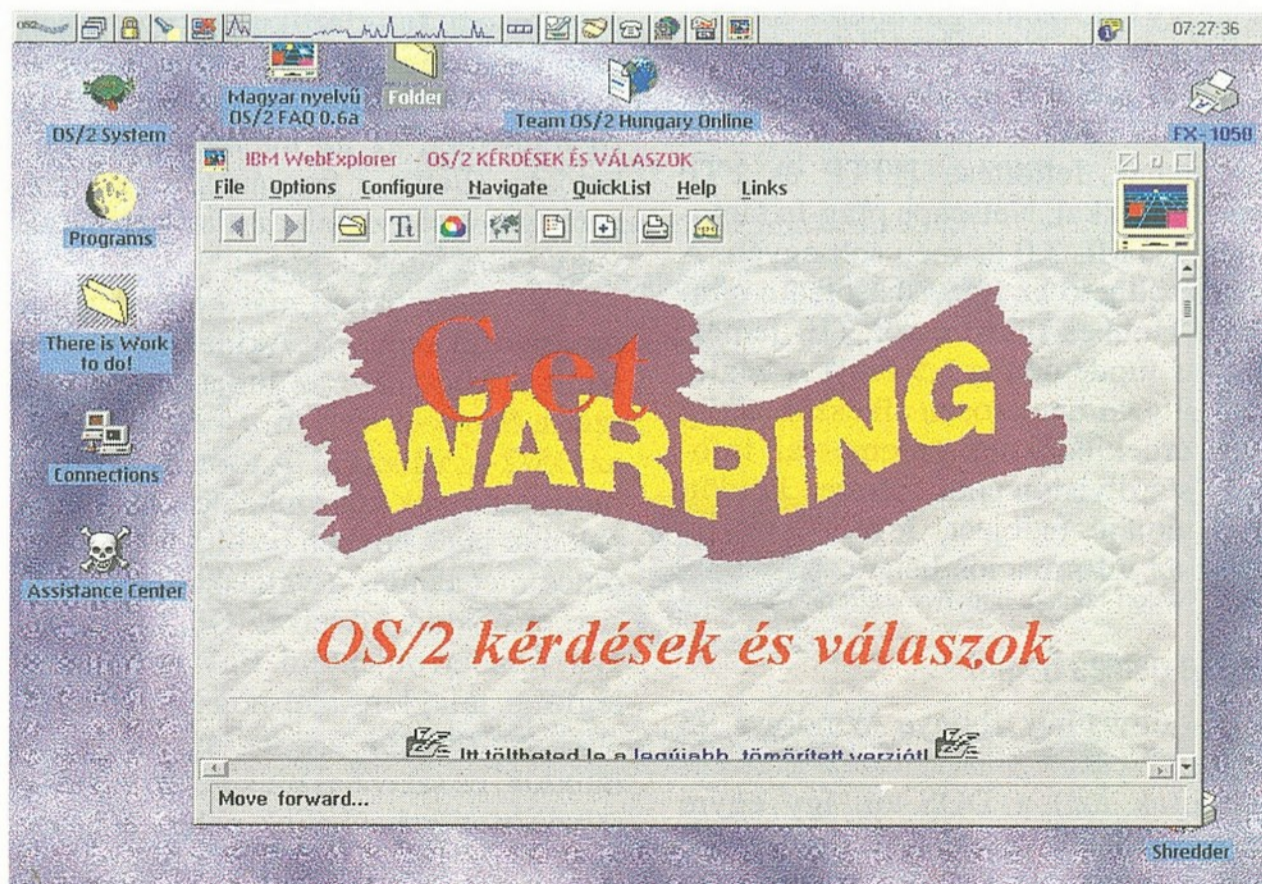 OS/2
07:27:36
OS/2 System
Magyar nyelvű
OS/2 FAQ 0.6a
Folder
Team OS/2 Hungary Online
FX-1050
IBM WebExplorer - OS/2 KÉRDÉSEK ÉS VÁLASZOK
File Options Configure Navigate QuickList Help Links
Programs
There is Work
to do!
Connections
Assistance Center
Get
WARPING
OS/2 kérdések és válaszok
Itt töltheted le a legújabb, tömörített verziót!
Move forward...
Shredder